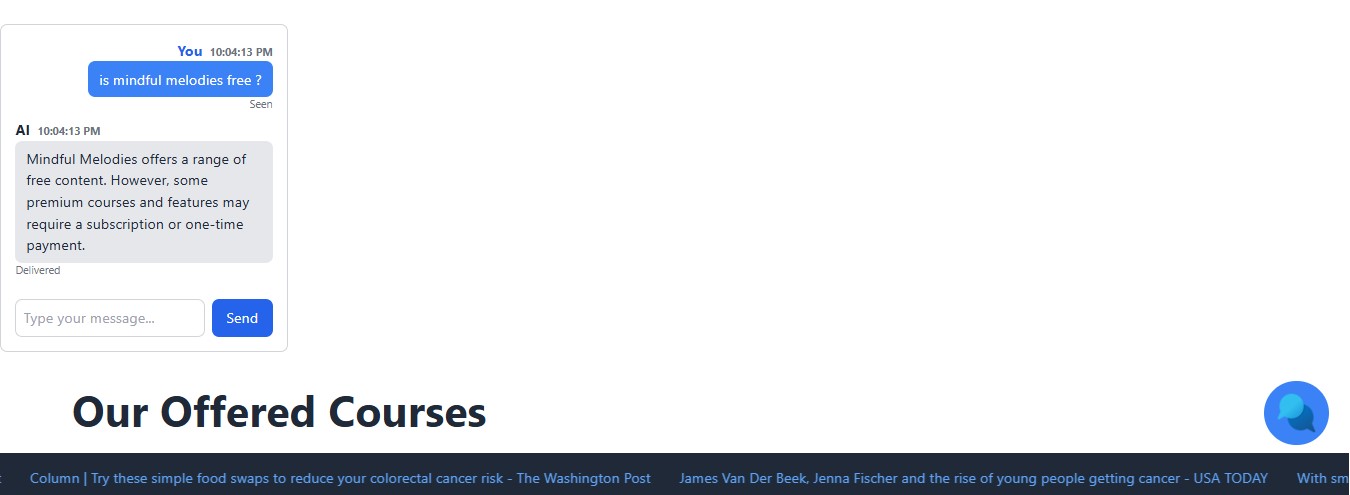 You 10:04:13 PM
is mindful melodies free ?
Seen
AI 10:04:13 PM
Mindful Melodies offers a range of
free content. However, some
premium courses and features may
require a subscription or one-time
payment.
Delivered
Type your message...
Send
Our Offered Courses
Column | Try these simple food swaps to reduce your colorectal cancer risk - The Washington Post James Van Der Beek, Jenna Fischer and the rise of young people getting cancer - USA TODAY With sm